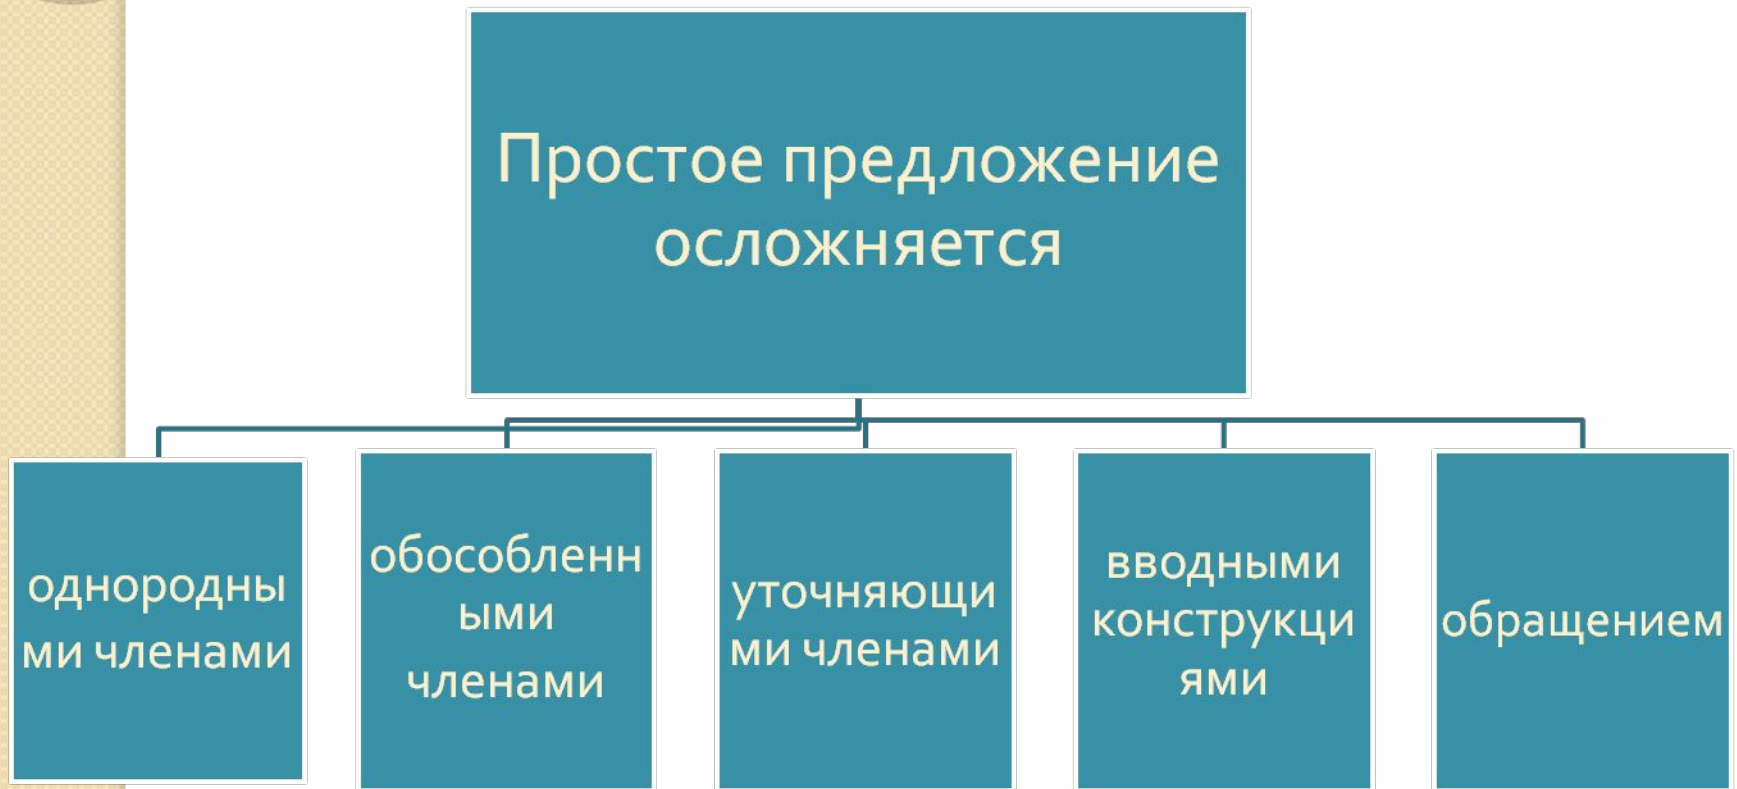 Простое предложение
осложняется
однородны
ми членами
обособленн
ыми
членами
уточняющи
ми членами
вводными
конструкци
ями
обращением